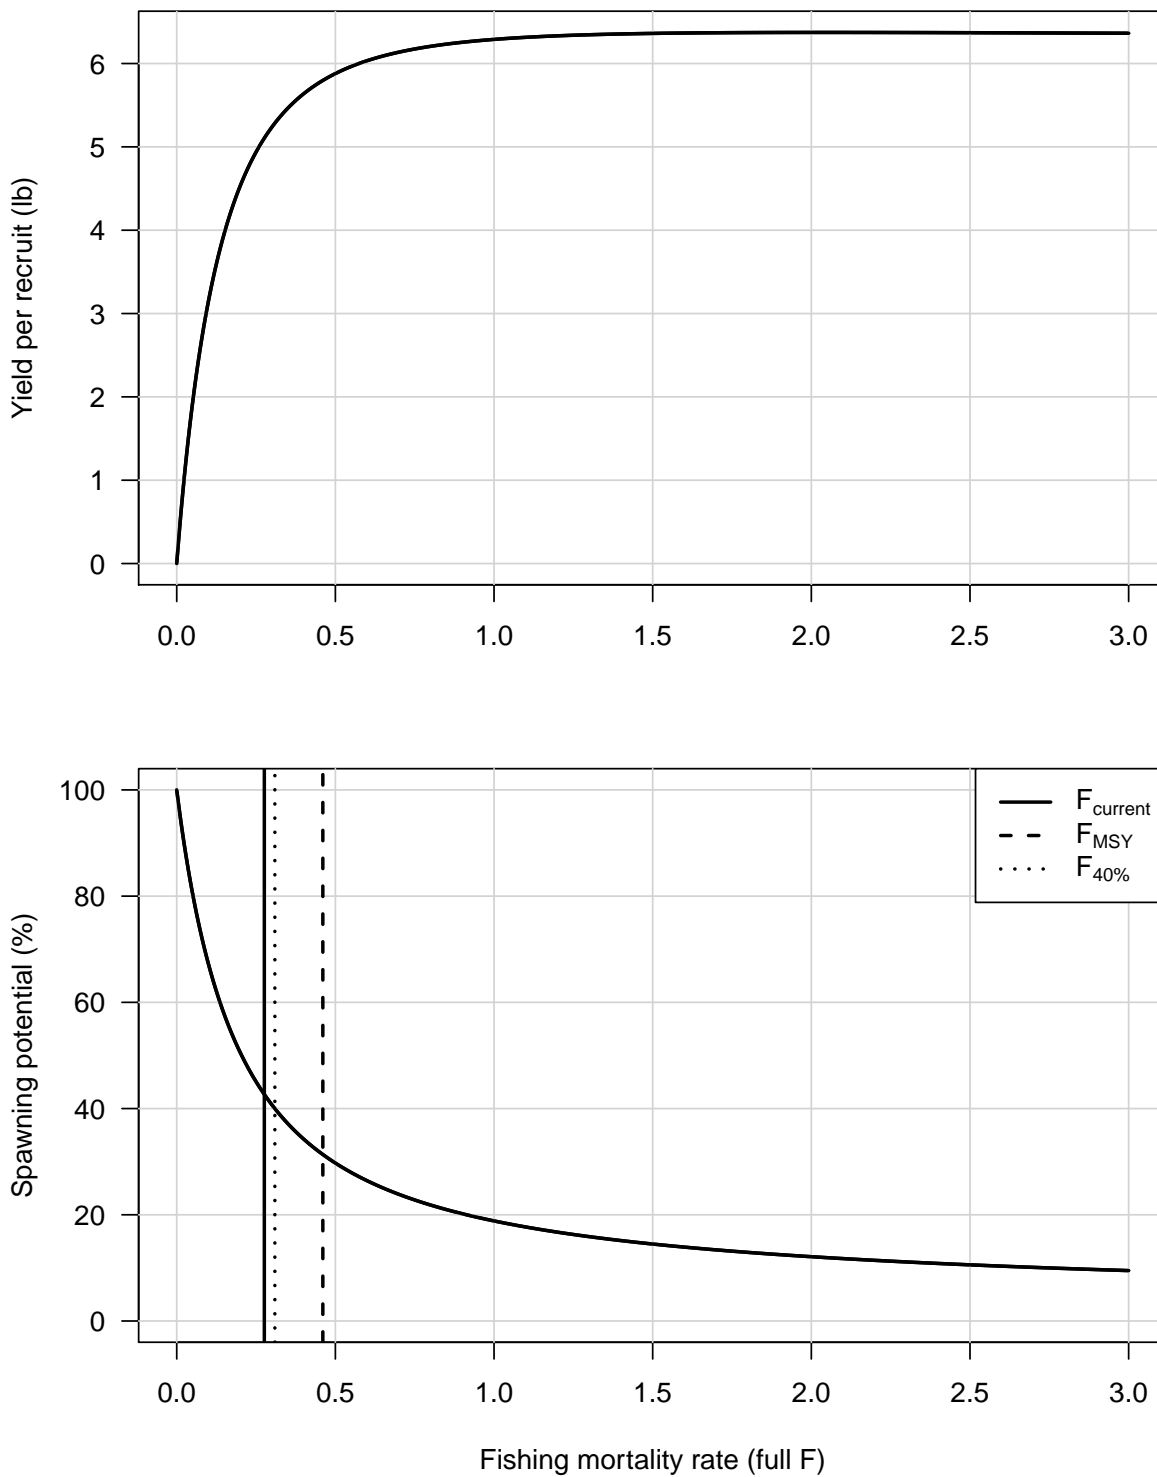 6
5
4
3
2
1
0
Yield per recruit (lb)
0.0 0.5 1.0 1.5 2.0 2.5 3.0
100
80
60
40
20
0
Spawning potential (%)
Fcurrent
FMSY
F40%
0.0 0.5 1.0 1.5 2.0 2.5 3.0
Fishing mortality rate (full F)